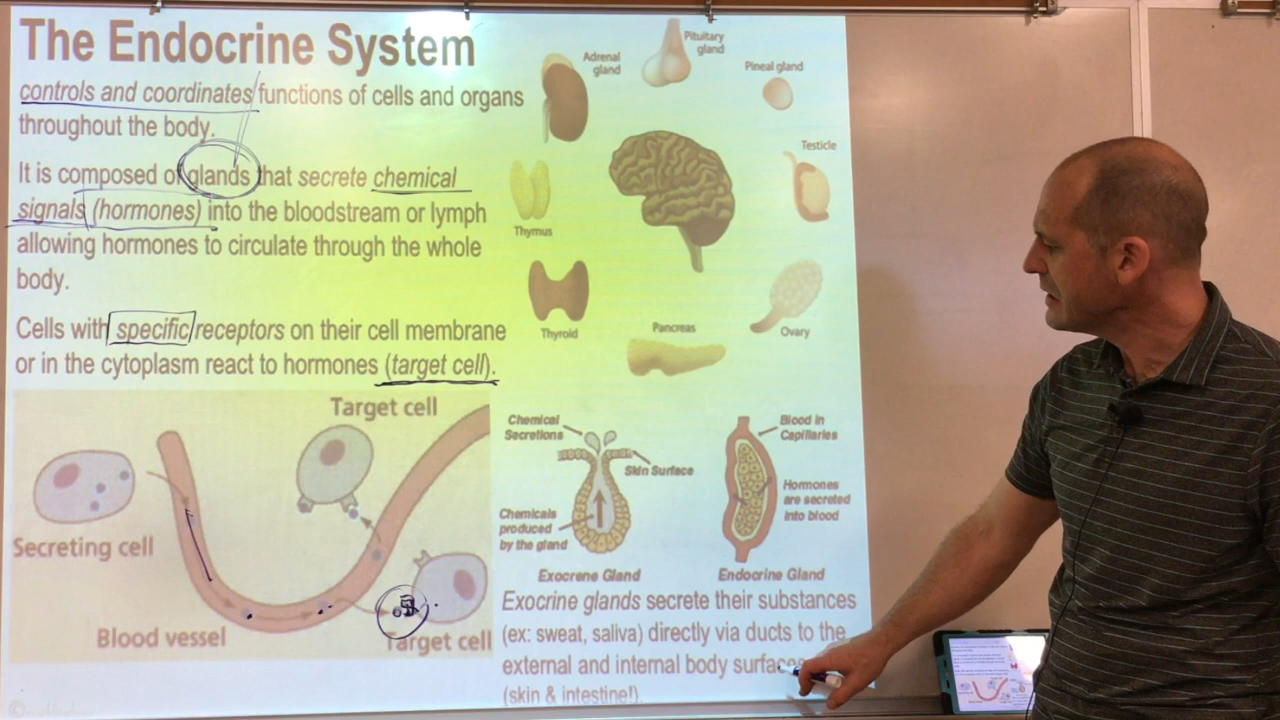 The Endocrine System
controls and coordinates functions of cells and organs
throughout the body.
It is composed of glands that secrete chemical
signals (hormones) into the bloodstream or lymph
allowing hormones to circulate through the whole
body.
Cells with specific receptors on their cell membrane
or in the cytoplasm react to hormones (target cell).
Target cell
Secreting cell
Blood vessel
Target cell
Pituitary
gland
Adrenal
gland
Pineal gland
Testicle
Thymus
Thyroid
Pancreas
Ovary
Chemical
Secretions
Skin Surface
Chemicals
produced
by the gland
Exocrene Gland
Blood in
Capillaries
Hormones
are secreted
into blood
Endocrine Gland
Exocrine glands secrete their substances
(ex: sweat, saliva) directly via ducts to the
external and internal body surfaces
(skin & intestine!).